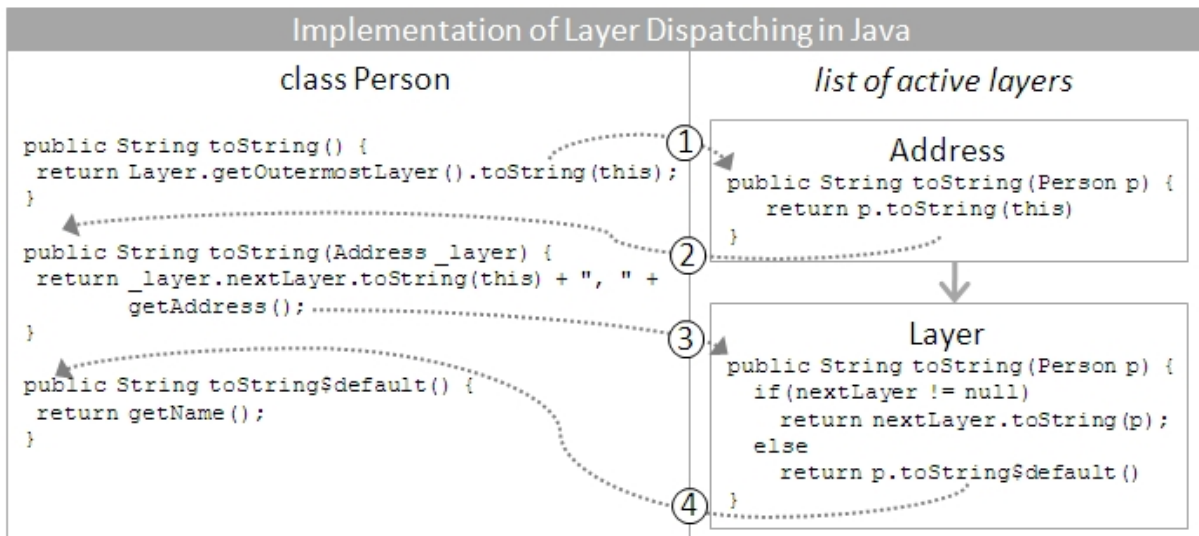 Implementation of Layer Dispatching in Java
class Person
public String toString() {
return Layer.getOutermostLayer().toString(this);
}
public String toString(Address _layer) {
return _layer.nextLayer.toString(this) + ", " +
getAddress();
}
public String toString$default() {
return getName();
}
list of active layers
1
Address
public String toString(Person p) {
return p.toString(this)
}
2
3
Layer
public String toString(Person p) {
if(nextLayer != null)
return nextLayer.toString(p);
else
return p.toString$default()
}
4